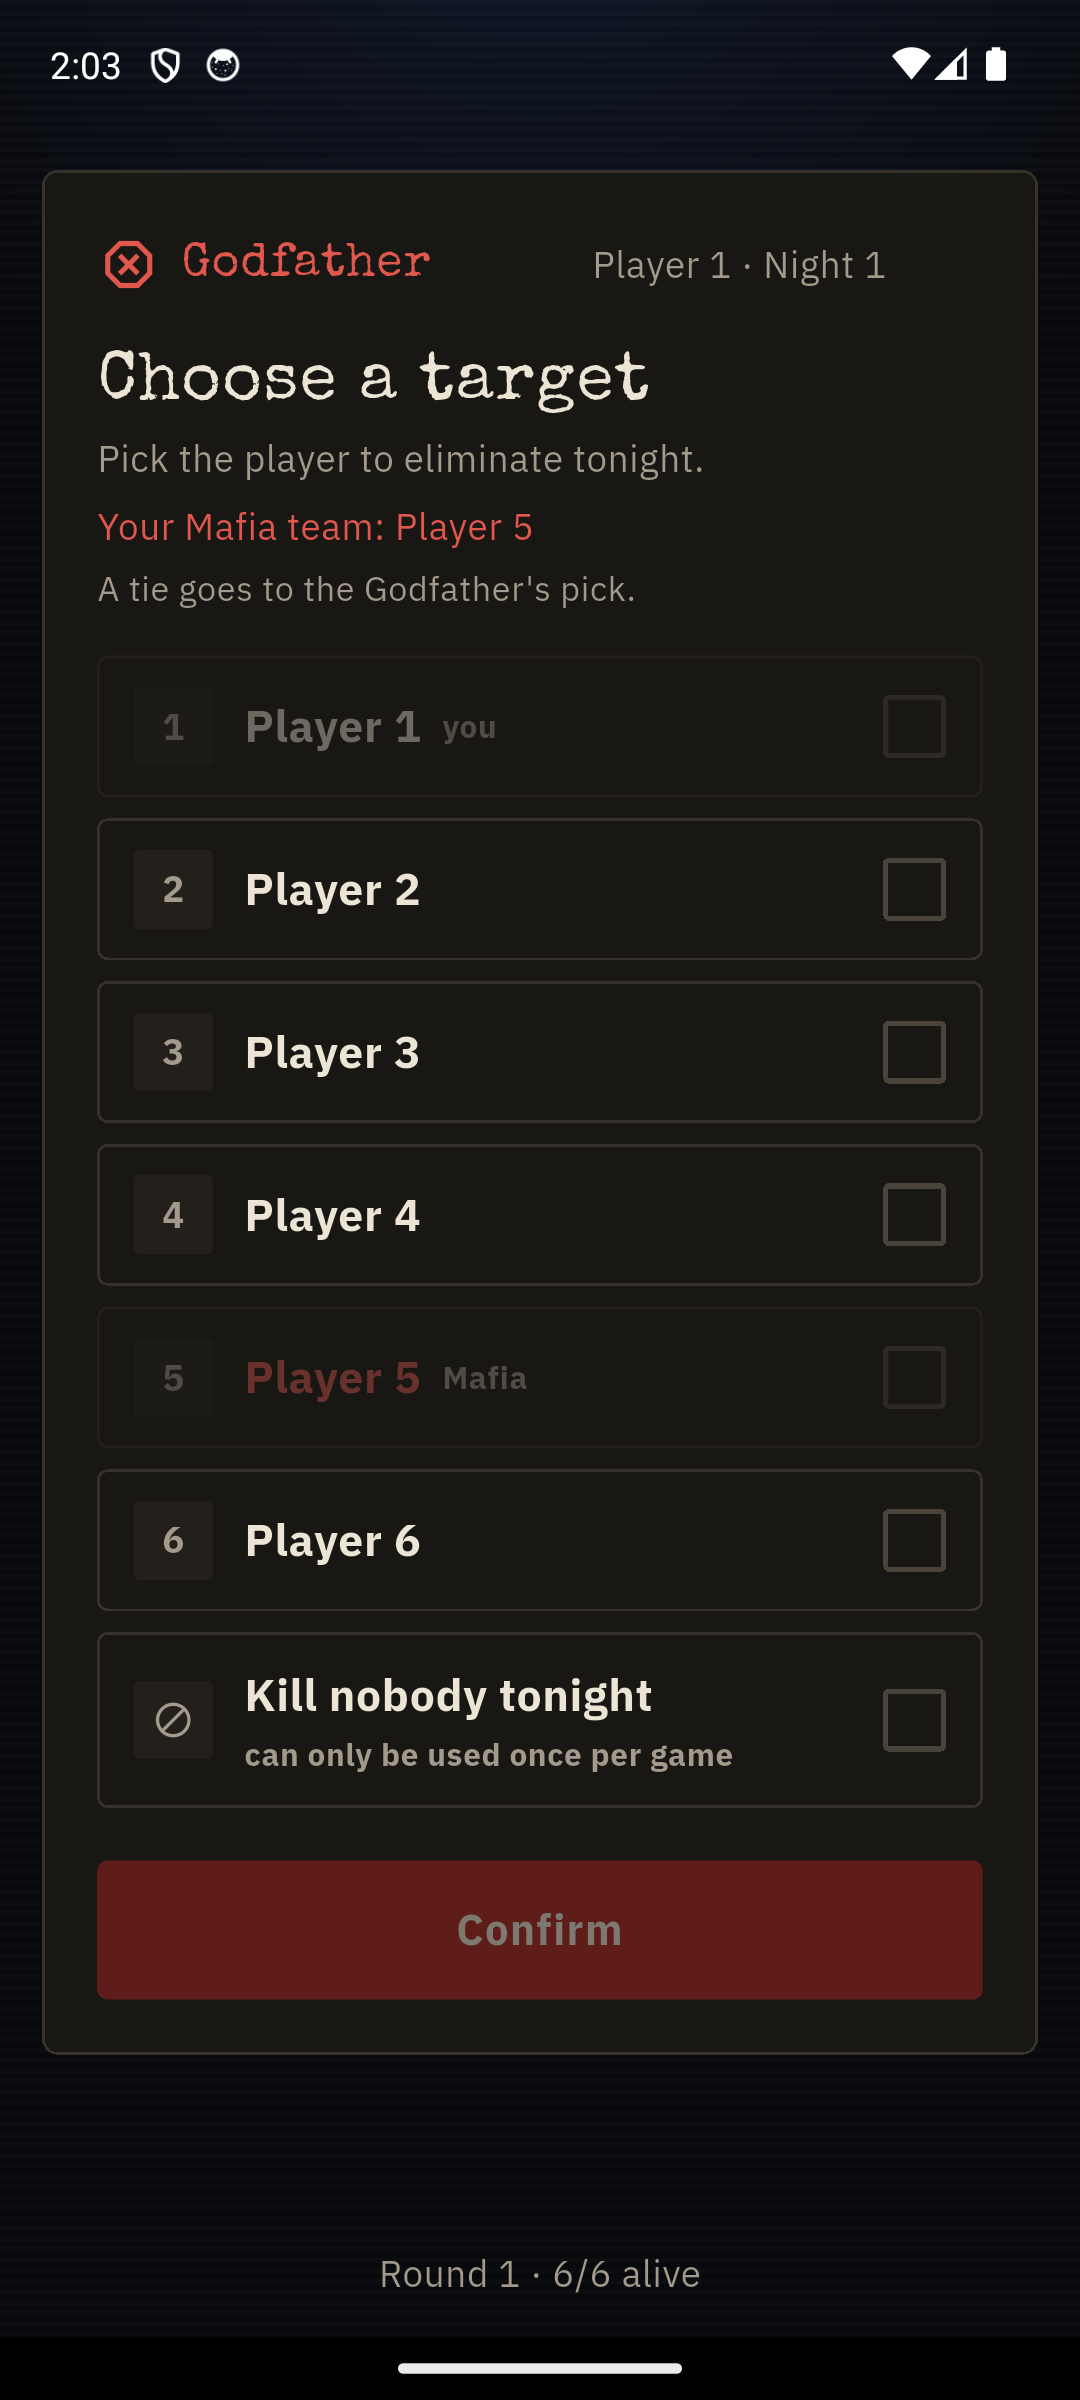 2:03
Godfather
Player 1 · Night 1
Choose a target
Pick the player to eliminate tonight.
Your Mafia team: Player 5
A tie goes to the Godfather's pick.
1 Player 1 you
2 Player 2
3 Player 3
4 Player 4
5 Player 5 Mafia
6 Player 6
Kill nobody tonight
can only be used once per game
Confirm
Round 1 · 6/6 alive